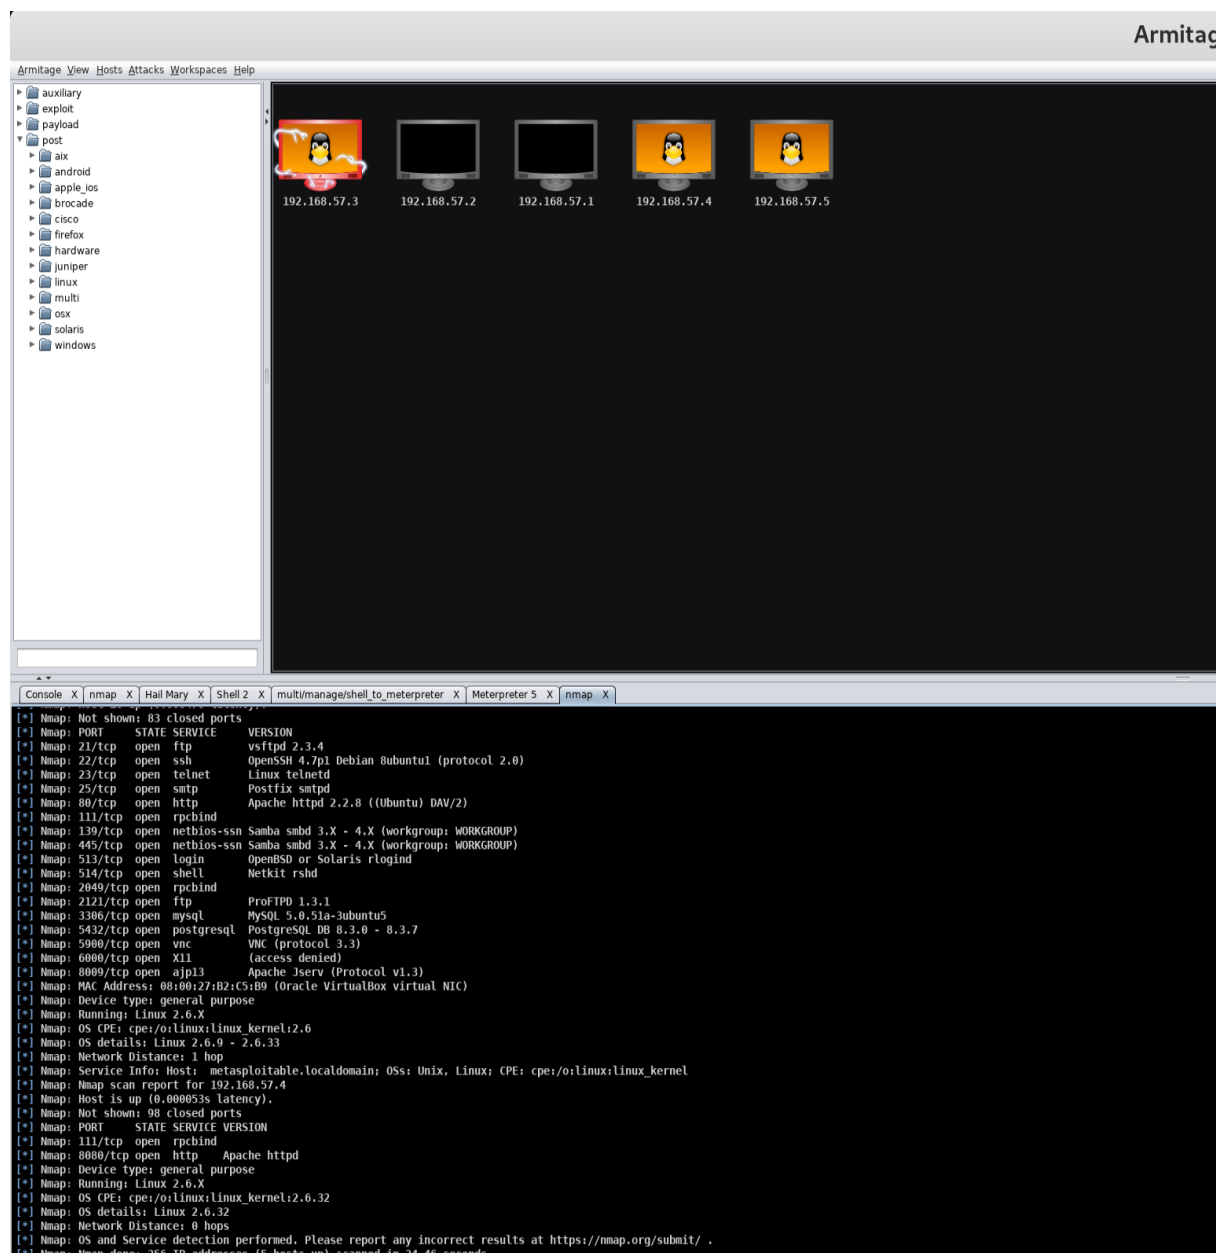 Armitag
Armitage View Hosts Attacks Workspaces Help
auxiliary
exploit
payload
post
aix
android
apple_ios
brocade
cisco
firefox
hardware
juniper
linux
multi
osx
solaris
windows
192.168.57.3 192.168.57.2 192.168.57.1 192.168.57.4 192.168.57.5
Console X nmap X Hail Mary X Shell 2 X multi/manage/shell_to_meterpreter X Meterpreter 5 X nmap X
[*] Nmap: Not shown: 83 closed ports
[*] Nmap: PORT STATE SERVICE VERSION
[*] Nmap: 21/tcp open ftp vsftpd 2.3.4
[*] Nmap: 22/tcp open ssh OpenSSH 4.7p1 Debian 8ubuntu1 (protocol 2.0)
[*] Nmap: 23/tcp open telnet Linux telnetd
[*] Nmap: 25/tcp open smtp Postfix smtpd
[*] Nmap: 80/tcp open http Apache httpd 2.2.8 ((Ubuntu) DAV/2)
[*] Nmap: 111/tcp open rpcbind
[*] Nmap: 139/tcp open netbios-ssn Samba smbd 3.X - 4.X (workgroup: WORKGROUP)
[*] Nmap: 445/tcp open netbios-ssn Samba smbd 3.X - 4.X (workgroup: WORKGROUP)
[*] Nmap: 513/tcp open login OpenBSD or Solaris rlogind
[*] Nmap: 514/tcp open shell Netkit rshd
[*] Nmap: 2049/tcp open rpcbind
[*] Nmap: 2121/tcp open ftp ProFTPD 1.3.1
[*] Nmap: 3306/tcp open mysql MySQL 5.0.51a-3ubuntu5
[*] Nmap: 5432/tcp open postgresql PostgreSQL DB 8.3.0 - 8.3.7
[*] Nmap: 5900/tcp open vnc VNC (protocol 3.3)
[*] Nmap: 6000/tcp open X11 (access denied)
[*] Nmap: 8009/tcp open ajp13 Apache Jserv (Protocol v1.3)
[*] Nmap: MAC Address: 08:00:27:B2:C5:B9 (Oracle VirtualBox virtual NIC)
[*] Nmap: Device type: general purpose
[*] Nmap: Running: Linux 2.6.X
[*] Nmap: OS CPE: cpe:/o:linux:linux_kernel:2.6
[*] Nmap: OS details: Linux 2.6.9 - 2.6.33
[*] Nmap: Network Distance: 1 hop
[*] Nmap: Service Info: Host: metasploitable.localdomain; OSs: Unix, Linux; CPE: cpe:/o:linux:linux_kernel
[*] Nmap: Nmap scan report for 192.168.57.4
[*] Nmap: Host is up (0.000053s latency).
[*] Nmap: Not shown: 98 closed ports
[*] Nmap: PORT STATE SERVICE VERSION
[*] Nmap: 111/tcp open rpcbind
[*] Nmap: 8080/tcp open http Apache httpd
[*] Nmap: Device type: general purpose
[*] Nmap: Running: Linux 2.6.X
[*] Nmap: OS CPE: cpe:/o:linux:linux_kernel:2.6.32
[*] Nmap: OS details: Linux 2.6.32
[*] Nmap: Network Distance: 0 hops
[*] Nmap: OS and Service detection performed. Please report any incorrect results at https://nmap.org/submit/ .
[*] Nmap: Nmap done: 256 IP addresses (5 hosts up) scanned in 24.46 seconds